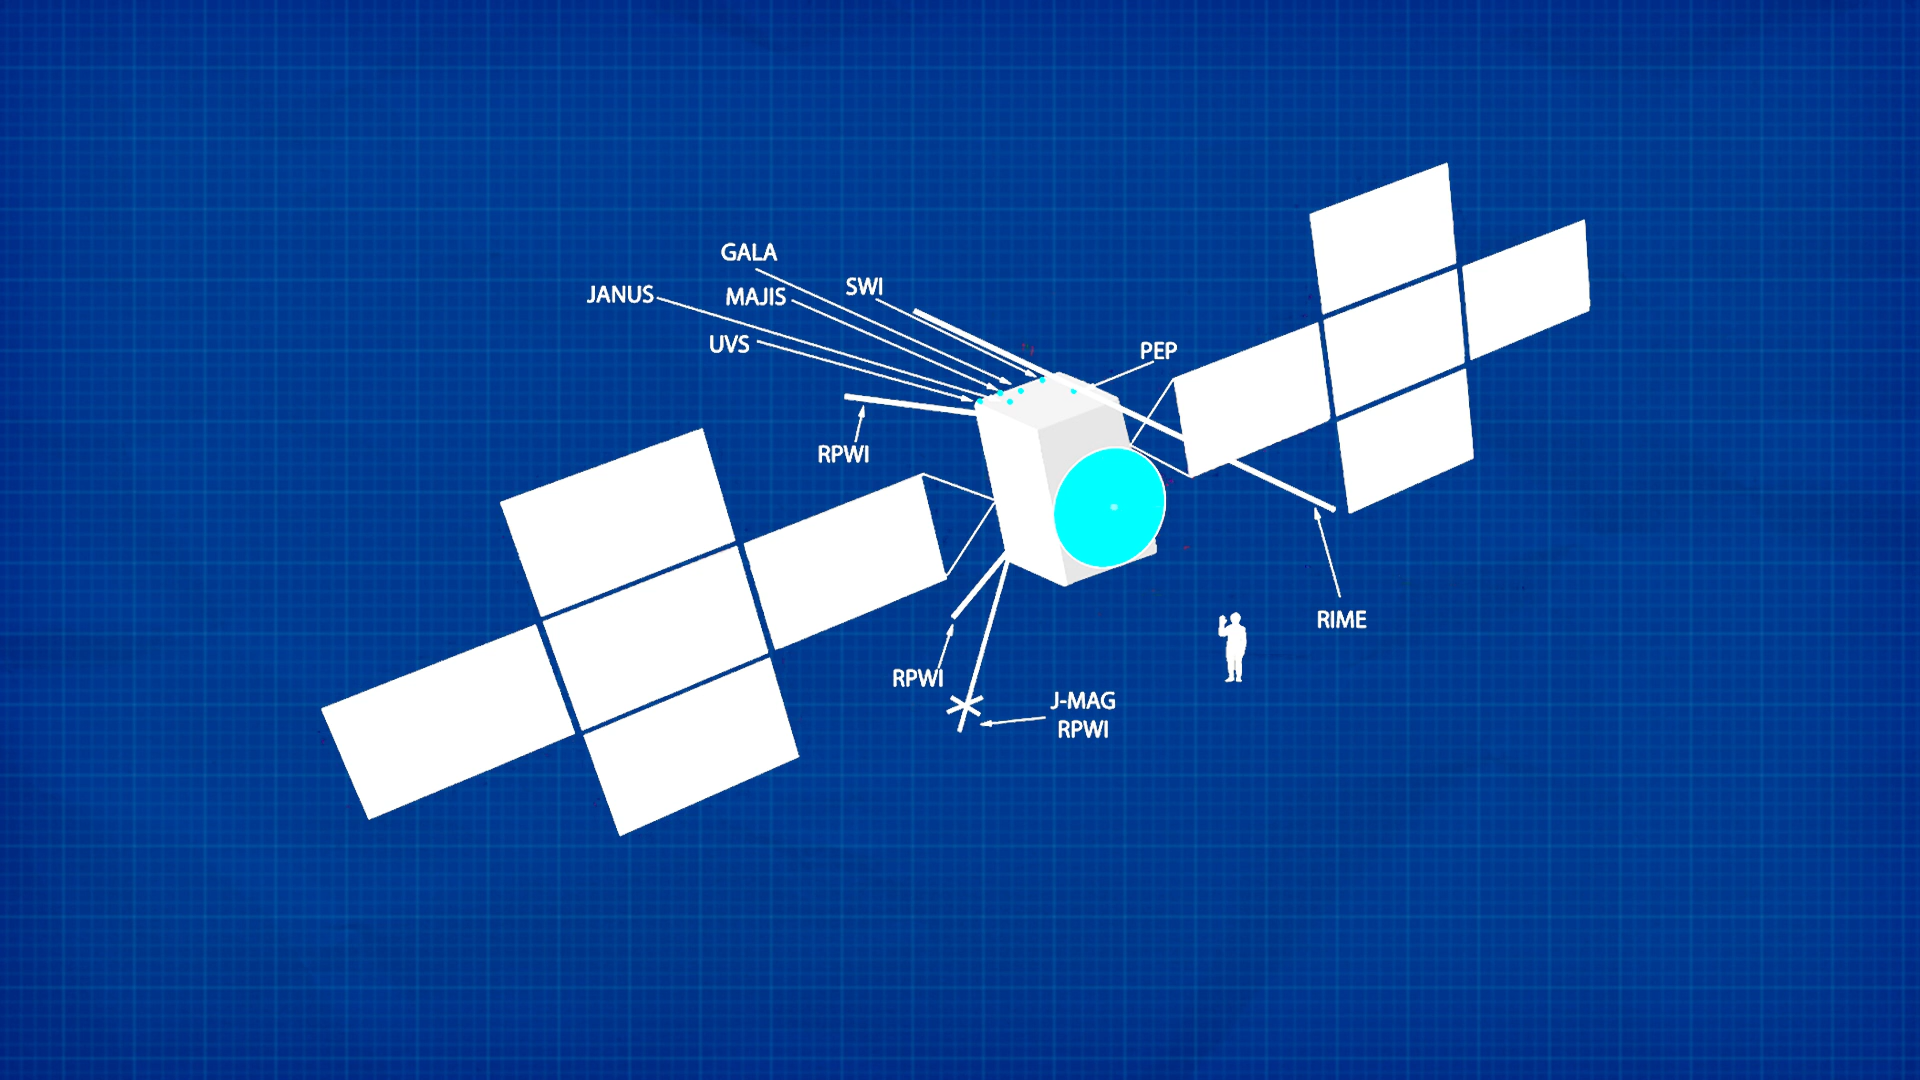 GALA
SWI
JANUS
MAJIS
UVS
PEP
RPWI
RIME
RPWI
J-MAG
RPWI